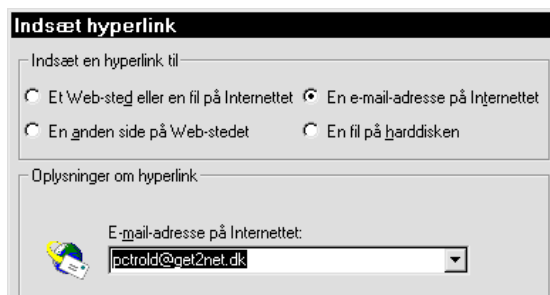 Indsæt hyperlink
Indsæt en hyperlink til
Et Web-sted eller en fil på Internettet En e-mail-adresse på Internettet
En anden side på Web-stedet En fil på harddisken
Oplysninger om hyperlink
E-mail-adresse på Internettet:
pctrold@get2net.dk